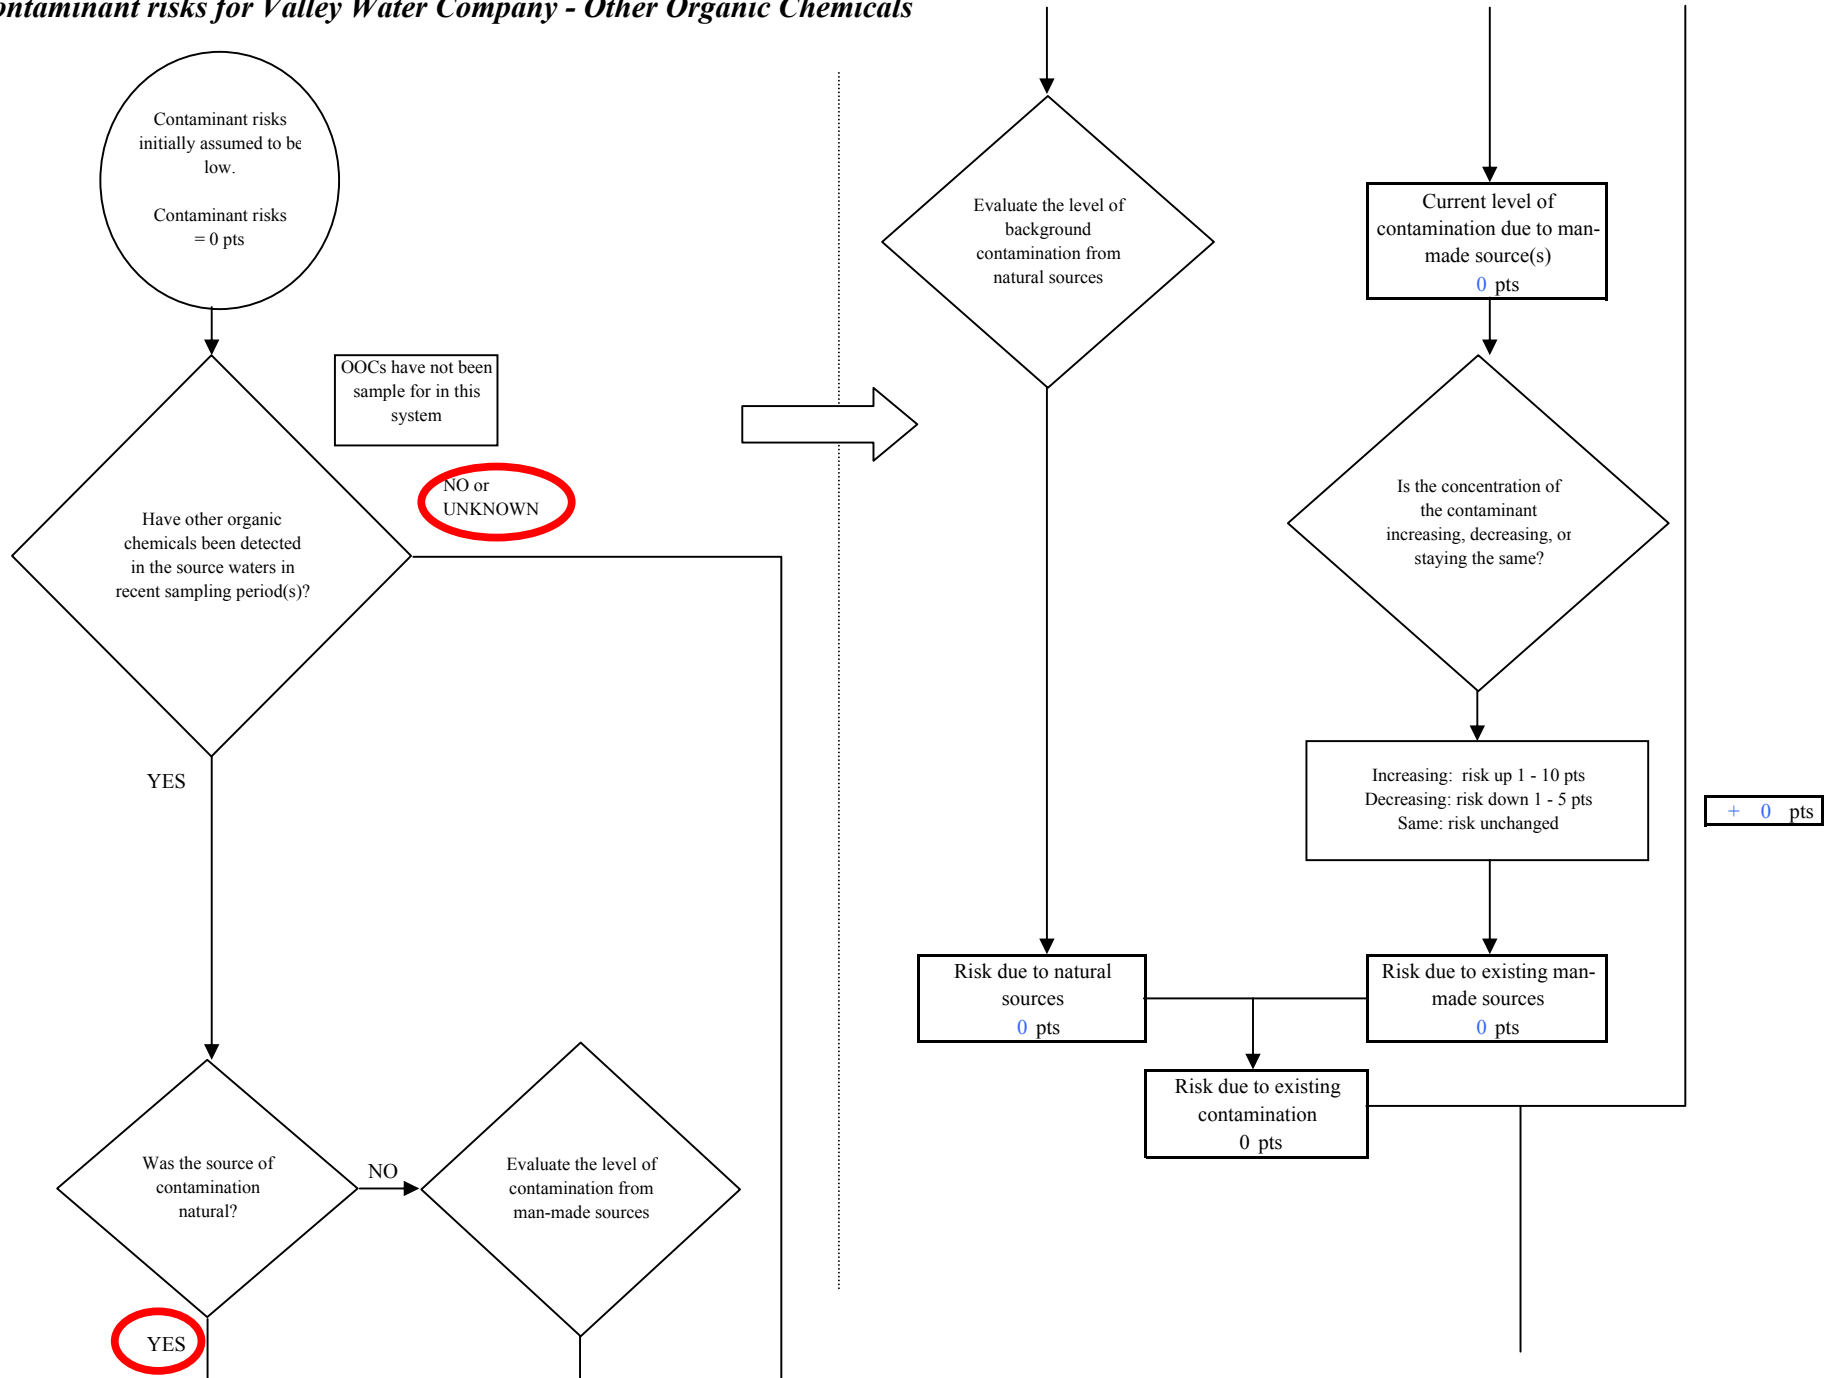 ontaminant risks for Valley Water Company - Other Organic Chemicals
Contaminant risks
initially assumed to be
low.
Contaminant risks
= 0 pts
OOCs have not been
sample for in this
system
NO or
UNKNOWN
Have other organic
chemicals been detected
in the source waters in
recent sampling period(s)?
YES
Was the source of
contamination
natural?
NO
Evaluate the level of
contamination from
man-made sources
YES
Evaluate the level of
background
contamination from
natural sources
Current level of
contamination due to man-
made source(s)
0 pts
Is the concentration of
the contaminant
increasing, decreasing, or
staying the same?
Increasing: risk up 1 - 10 pts
Decreasing: risk down 1 - 5 pts
Same: risk unchanged
+ 0 pts
Risk due to natural
sources
0 pts
Risk due to existing man-
made sources
0 pts
Risk due to existing
contamination
0 pts